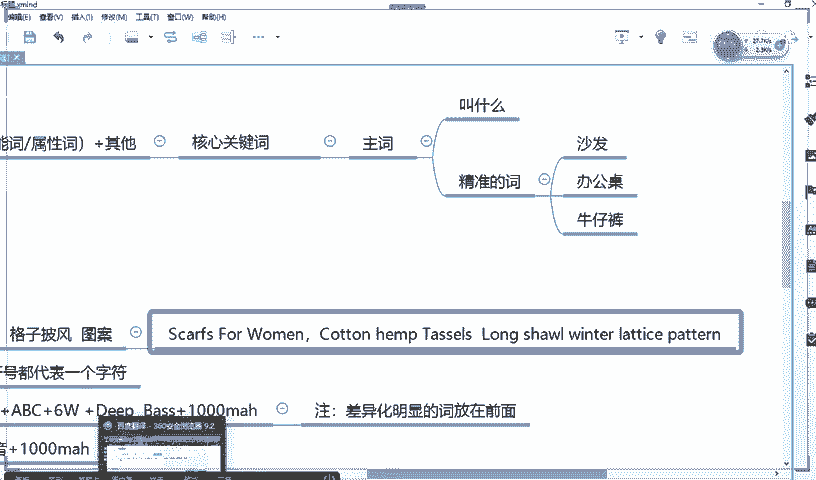 标题.xmind
编辑(E) 查看(V) 插入(I) 修改(M) 工具(T) 窗口(W) 帮助(H)
叫什么
能词/属性词）+其他 核心关键词 主词 沙发
精准的词 办公桌
牛仔裤
格子披风 图案 Scarfs For Women，Cotton hemp Tassels Long shawl winter lattice pattern
号都代表一个字符
+ABC+6W +Deep Bass+1000mah 注：差异化明显的词放在前面
百度翻译 - 360安全浏览器 9.2
音+1000mah